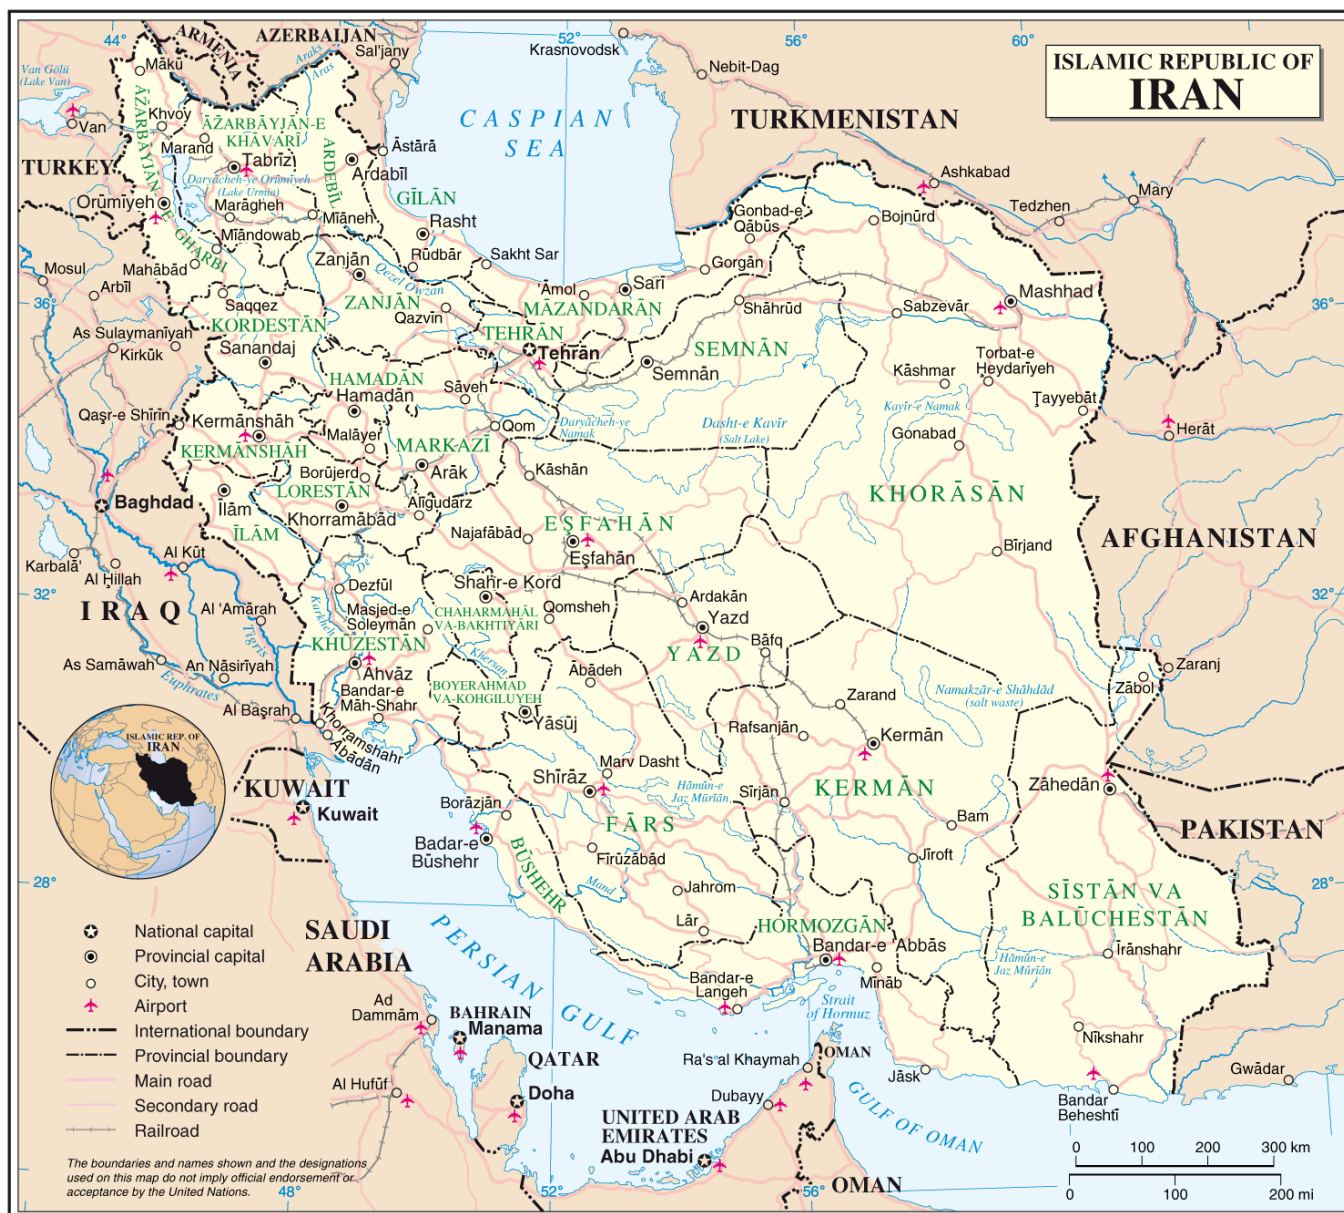 44°
52°
56°
60°
ISLAMIC REPUBLIC OF
IRAN
ARMENIA
AZERBAIJAN
Sal'jany
Araks
Aras
Krasnovodsk
Nebit-Dag
Van Gölü
(Lake Van)
Van
Mākū
Khvoy
Marand
ĀZARBĀYJĀN-E
KHĀVARĪ
Tabrīz
ĀZARBĀYJĀN-E
GHARBI
ARDEBĪL
Āstārā
Ardabīl
CASPIAN
SEA
TURKMENISTAN
TURKEY
Daryācheh-ye Orūmīyeh
(Lake Urmia)
Orūmīyeh
Marāgheh
Mīāneh
GĪLĀN
Rasht
Ashkabad
Mary
Tedzhen
Bojnūrd
Gonbad-e
Qābūs
Gorgān
Mīāndowab
Mahābād
Zanjān
Rūdbār
Sakht Sar
Qezel Owzan
Mosul
Arbīl
Saqqez
ZANJĀN
Qazvīn
'Āmol
Sārī
MĀZANDARĀN
Shāhrūd
Sabzevār
Mashhad
36°
36°
As Sulaymanīyah
Kirkūk
KORDESTĀN
Sanandaj
TEHRĀN
Tehrān
SEMNĀN
Semnān
Torbat-e
Heydarīyeh
Kāshmar
Kavīr-e Namak
Ţayyebāt
HAMADĀN
Hamadān
Sāveh
Qaşr-e Shīrīn
Kermānshāh
KERMĀNSHĀH
Malāyer
MARKAZĪ
Qom
Daryācheh-ye
Namak
Dasht-e Kavīr
(Salt Lake)
Gonabad
Herāt
Arāk
Borūjerd
LORESTĀN
Kāshān
KHORĀSĀN
Baghdad
Īlām
ĪLĀM
Khorramābād
Alīgudārz
Najafābād
EŞFAHĀN
Eşfahān
Bīrjand
AFGHANISTAN
Karbalā'
Al Ḩillah
Al Kūt
Dez
Dezfūl
Shahr-e Kord
Qomsheh
Ardakān
Yazd
YAZD
Bāfq
32°
32°
IRAQ
Al 'Amārah
Tigris
Karkheh
Masjed-e
Soleymān
KHŪZESTĀN
CHAHARMAHĀL
VA-BAKHTĪYĀRI
Khersan
Ābādeh
As Samāwah
An Nāsirīyah
Euphrates
Ahvāz
Bandar-e
Māh-Shahr
BOYERAHMAD
VA-KOHGILUYEH
Yāsūj
Zarand
Namakzār-e Shāhdād
(salt waste)
Zaranj
Zābol
Al Başrah
Khorramshahr
Abādān
Rafsanjān
Kermān
ISLAMIC REP. OF
IRAN
Marv Dasht
Shīrāz
Hāmūn-e
Jaz Mūrīān
Sīrjān
KERMĀN
Zāhedān
KUWAIT
Kuwait
Borāzjān
FĀRS
Bam
PAKISTAN
Badar-e
Būshehr
BŪSHEHR
Fīrūzābād
Jīroft
28°
28°
Mand
Jahrom
SĪSTĀN VA
BALŪCHESTĀN
Lār
HORMOZGĀN
Bandar-e 'Abbās
Hāmūn-e
Jaz Mūrīān
Īrānshahr
National capital
Provincial capital
City, town
Airport
International boundary
Provincial boundary
Main road
Secondary road
Railroad
SAUDI
ARABIA
PERSIAN GULF
Bandar-e
Langeh
Mīnāb
Strait
of Hormuz
Ad
Dammām
BAHRAIN
Manama
Nīkshahr
Ra's al Khaymah
OMAN
Jāsk
Gwādar
QATAR
Doha
Al Hufūf
Dubayy
GULF OF OMAN
Bandar
Beheshtī
UNITED ARAB
EMIRATES
Abu Dhabi
OMAN
0 100 200 300 km
0 100 200 mi
The boundaries and names shown and the designations
used on this map do not imply official endorsement or
acceptance by the United Nations.
48°
52°
56°